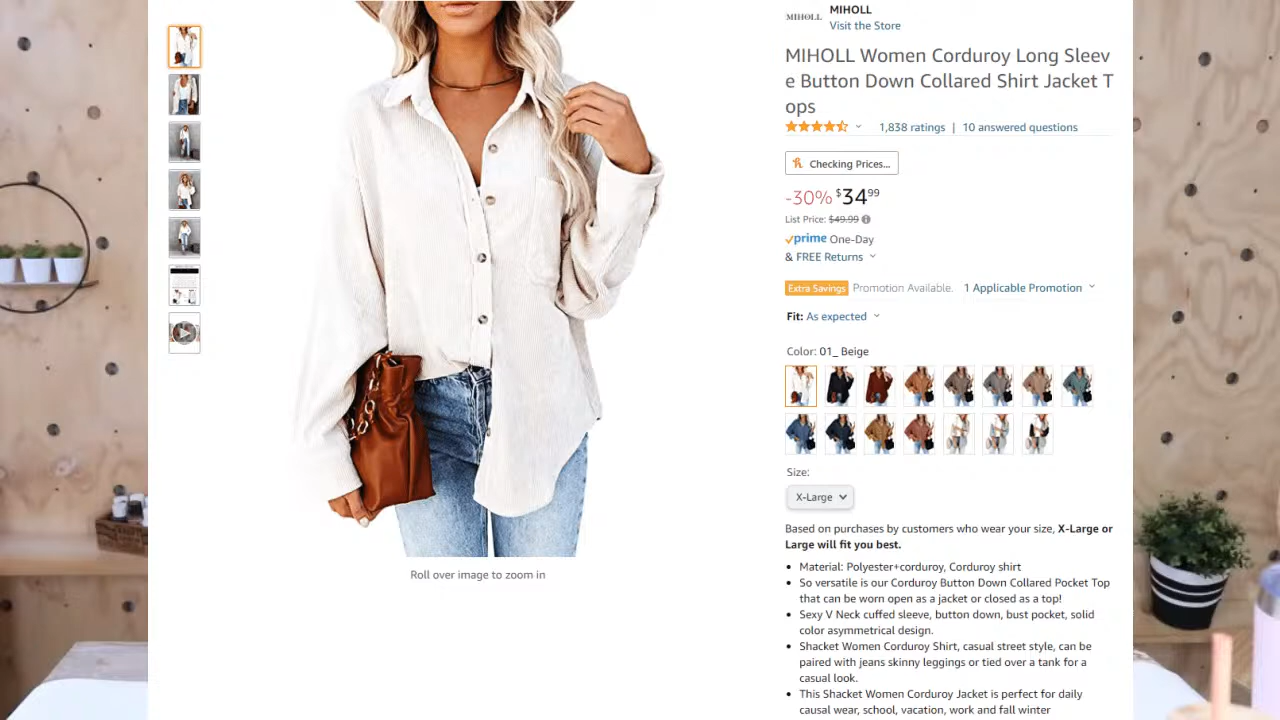 MIHOLL
MIHOLL
Visit the Store
MIHOLL Women Corduroy Long Sleev
e Button Down Collared Shirt Jacket T
ops
1,838 ratings | 10 answered questions
Checking Prices...
-30% $34 99
List Price: $49.99
prime One-Day
& FREE Returns
Extra Savings Promotion Available. 1 Applicable Promotion
Fit: As expected
Color: 01_ Beige
Size:
X-Large
Based on purchases by customers who wear your size, X-Large or
Large will fit you best.
Material: Polyester+corduroy, Corduroy shirt
So versatile is our Corduroy Button Down Collared Pocket Top
that can be worn open as a jacket or closed as a top!
Sexy V Neck cuffed sleeve, button down, bust pocket, solid
color asymmetrical design.
Shacket Women Corduroy Shirt, casual street style, can be
paired with jeans skinny leggings or tied over a tank for a
casual look.
This Shacket Women Corduroy Jacket is perfect for daily
causal wear, school, vacation, work and fall winter
Roll over image to zoom in